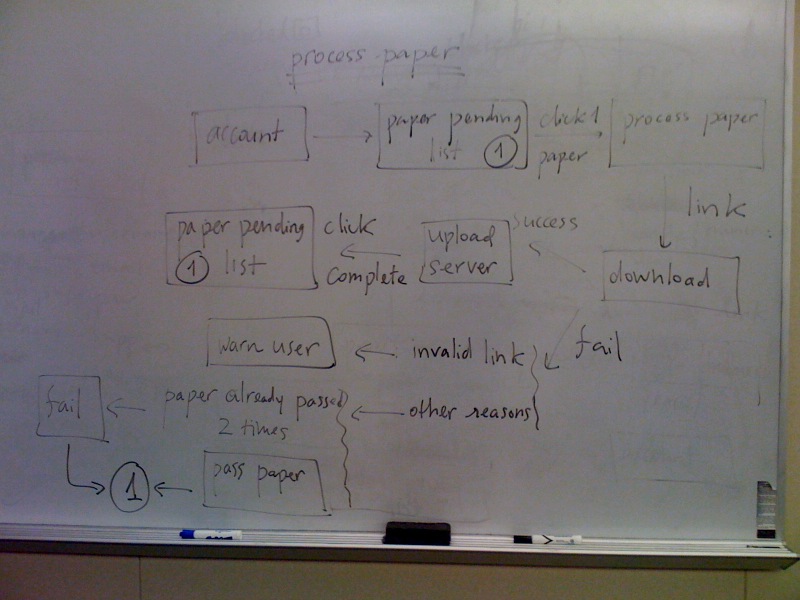 process paper
account
paper pending
list 1
click 1
paper
process paper
link
paper pending
1 list
click
complete
upload
server
success
download
warn user
invalid link
fail
fail
paper already passed
2 times
other reasons
1
pass paper